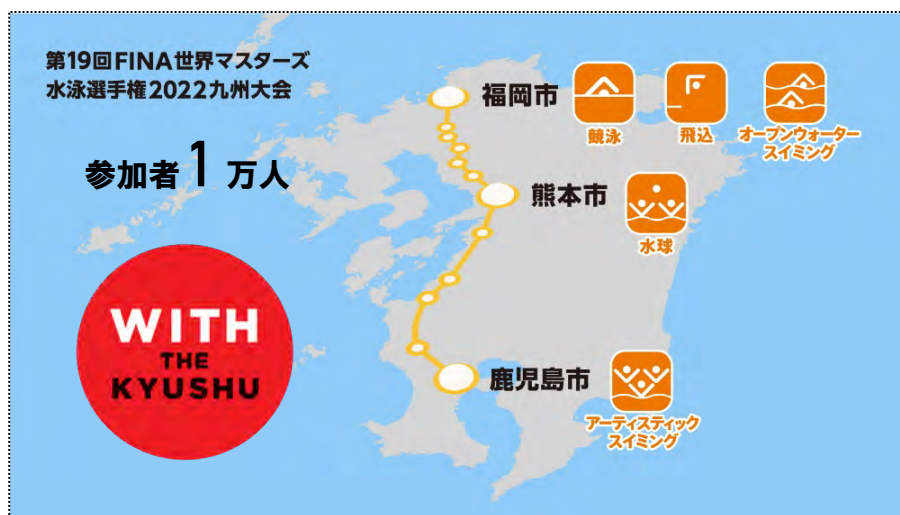 第19回FINA世界マスターズ
水泳選手権2022九州大会
参加者1万人
WITH
THE
KYUSHU
福岡市
競泳
飛込
オープンウォーター
スイミング
熊本市
水球
鹿児島市
アーティスティック
スイミング